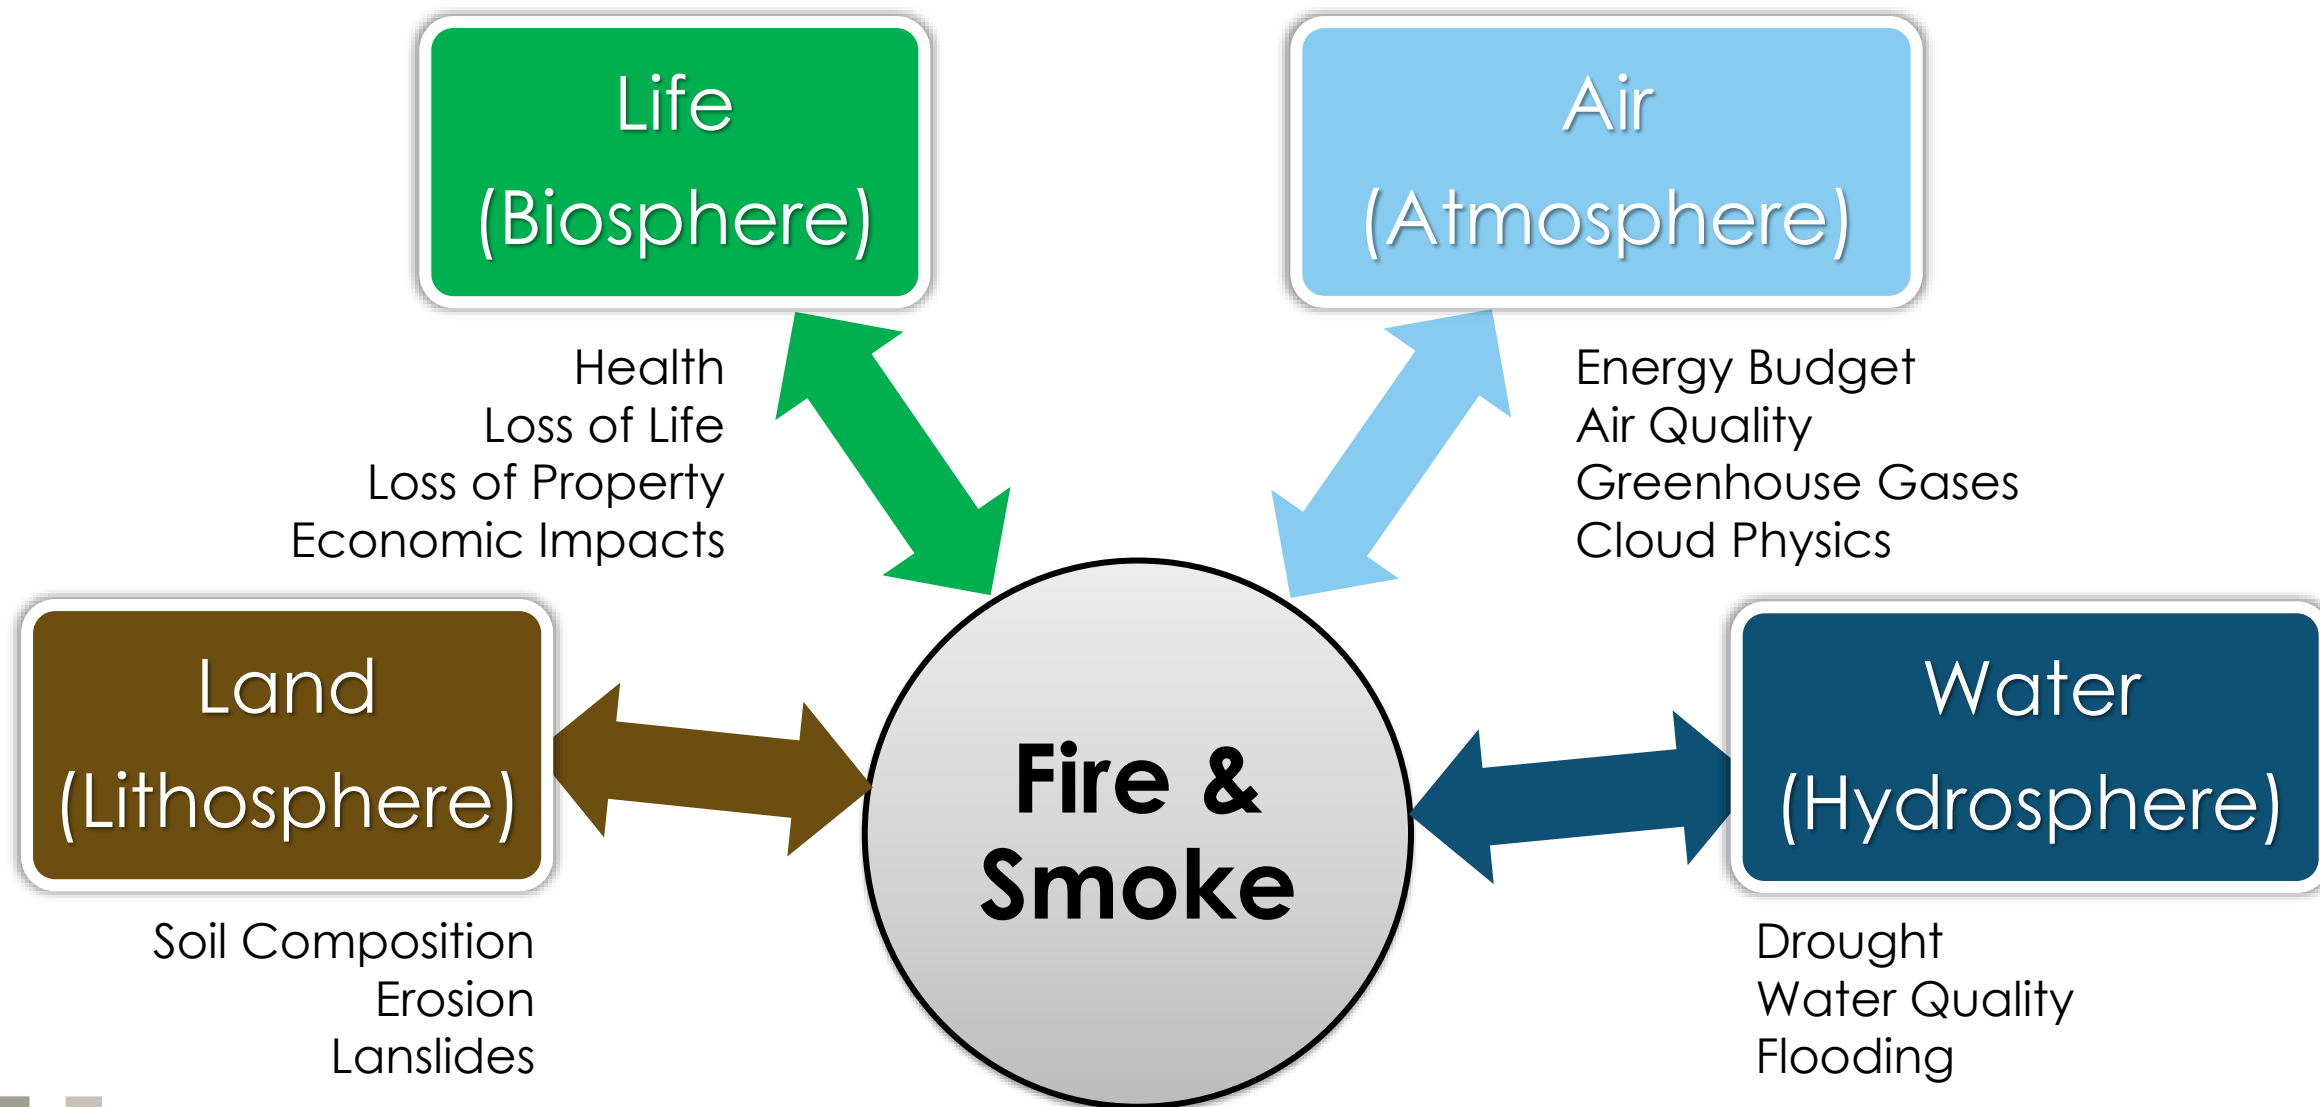 Life
(Biosphere)
Air
(Atmosphere)
Health
Loss of Life
Loss of Property
Economic Impacts
Energy Budget
Air Quality
Greenhouse Gases
Cloud Physics
Land
(Lithosphere)
Fire &
Smoke
Water
(Hydrosphere)
Soil Composition
Erosion
Lanslides
Drought
Water Quality
Flooding